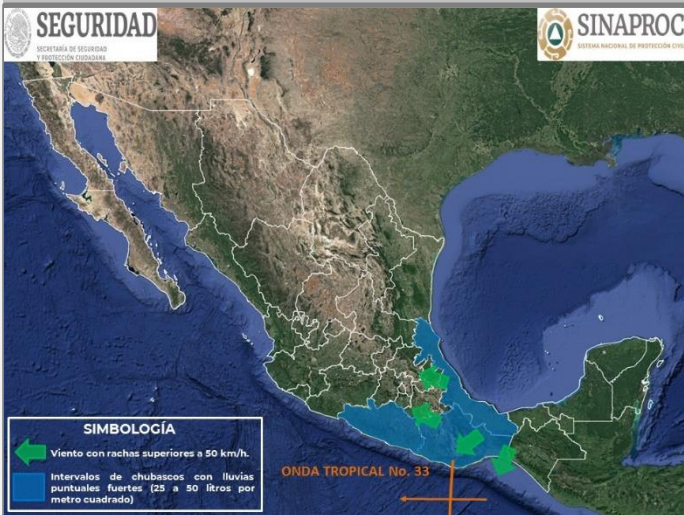 SEGURIDAD
SECRETARÍA DE SEGURIDAD
Y PROTECCIÓN CIUDADANA
SINAPROC
SISTEMA NACIONAL DE PROTECCIÓN CIVIL
SIMBOLOGÍA
Viento con rachas superiores a 50 km/h.
Intervalos de chubascos con lluvias
puntuales fuertes (25 a 50 litros por
metro cuadrado)
ONDA TROPICAL No. 33